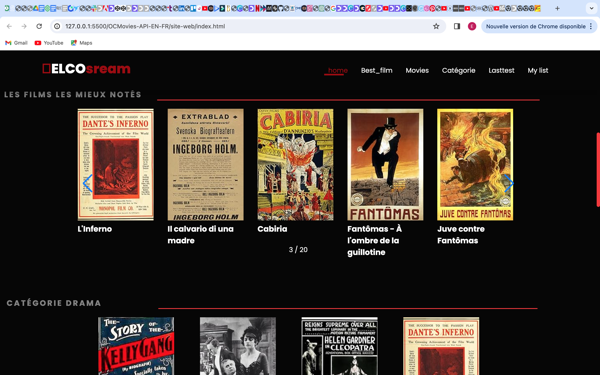 127.0.0.1:5500/OCMovies-API-EN-FR/site-web/index.html
Nouvelle version de Chrome disponible
Gmail YouTube Maps
ELCOsream
home Best_film Movies Catégorie Lasttest My list
LES FILMS LES MIEUX NOTÉS
DANTE'S INFERNO
EXTRABLAD
Svenska Biografteatern
INGEBORG HOLM.
INGEBORG HOLM
CABIRIA
FANTÔMAS
JUVE CONTRE FANTÔMAS
L'Inferno
Il calvario di una madre
Cabiria
Fantômas - À l'ombre de la guillotine
Juve contre Fantômas
3 / 20
CATÉGORIE DRAMA
THE STORY OF THE KELLY GANG
REIGNS SUPREME OVER ALL
HELEN GARDNER
IN CLEOPATRA
DANTE'S INFERNO